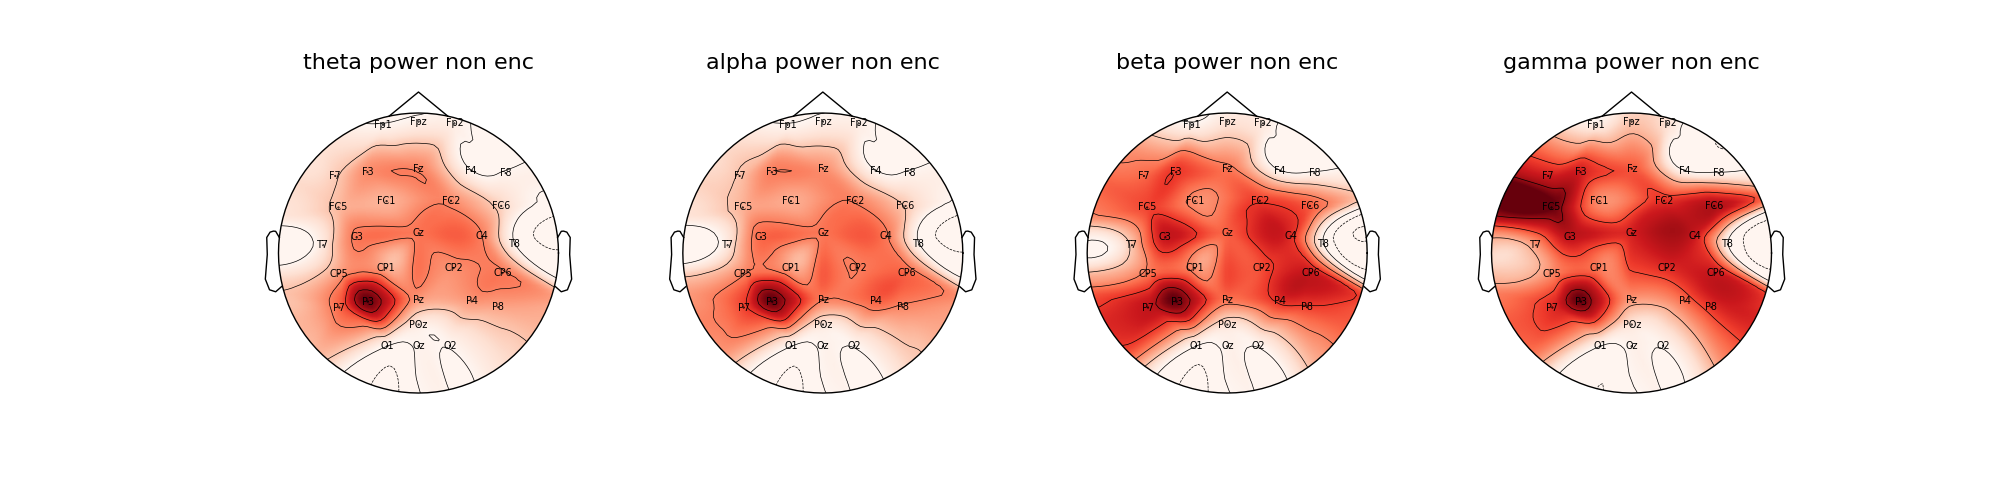 theta power non enc
alpha power non enc
beta power non enc
gamma power non enc
Fp1 Fpz Fp2
F7 F3 Fz F4 F8
FC5 FC1 FC2 FC6
T7 C3 Cz C4 T8
CP5 CP1 CP2 CP6
P7 P3 Pz P4 P8
POz
O1 Oz O2
Fp1 Fpz Fp2
F7 F3 Fz F4 F8
FC5 FC1 FC2 FC6
T7 C3 Cz C4 T8
CP5 CP1 CP2 CP6
P7 P3 Pz P4 P8
POz
O1 Oz O2
Fp1 Fpz Fp2
F7 F3 Fz F4 F8
FC5 FC1 FC2 FC6
T7 C3 Cz C4 T8
CP5 CP1 CP2 CP6
P7 P3 Pz P4 P8
POz
O1 Oz O2
Fp1 Fpz Fp2
F7 F3 Fz F4 F8
FC5 FC1 FC2 FC6
T7 C3 Cz C4 T8
CP5 CP1 CP2 CP6
P7 P3 Pz P4 P8
POz
O1 Oz O2